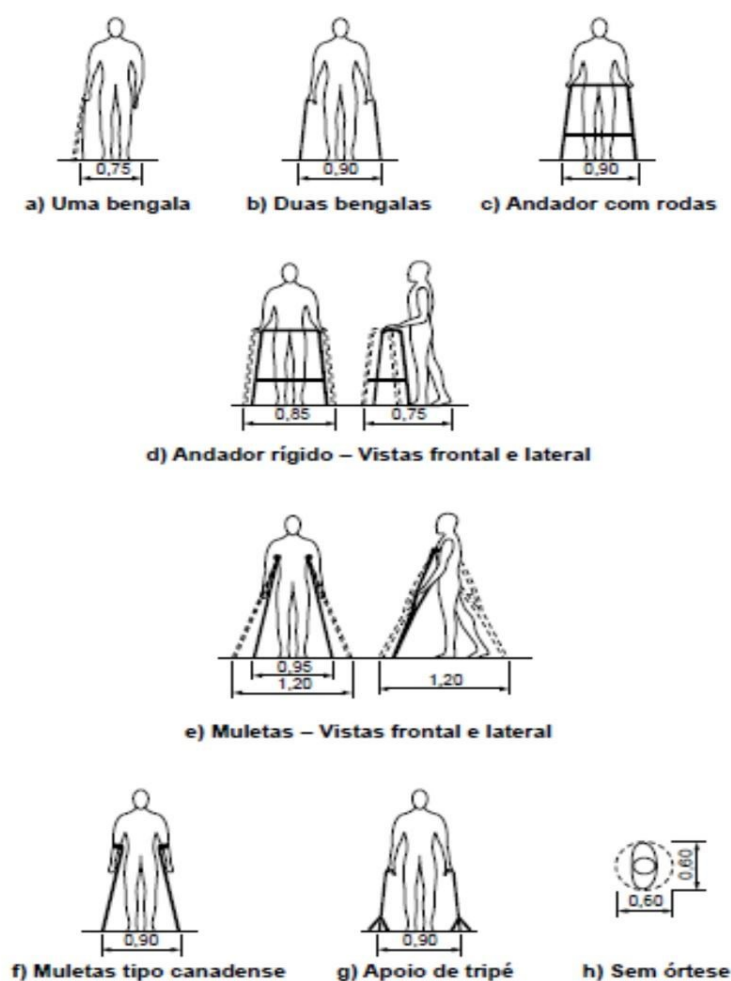 0,75 0,90 0,90
a) Uma bengala b) Duas bengalas c) Andador com rodas
0,85 0,75
d) Andador rígido – Vistas frontal e lateral
0,95
1,20 1,20
e) Muletas – Vistas frontal e lateral
0,60
0,90 0,90 0,60
f) Muletas tipo canadense g) Apoio de tripé h) Sem órtese